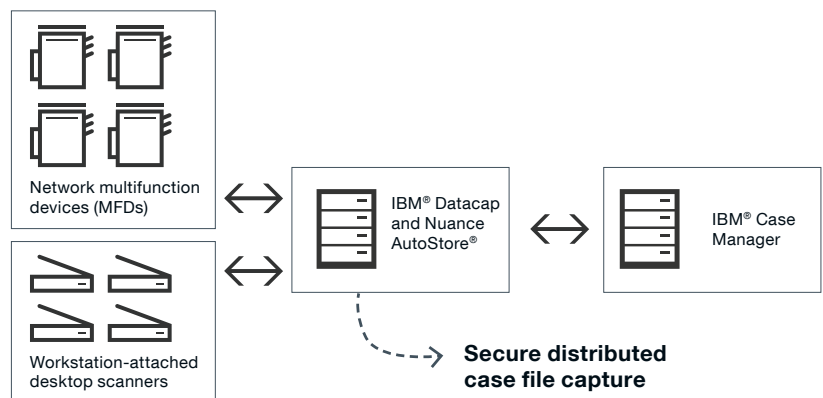 Network multifunction
devices (MFDs)
IBM® Datacap
and Nuance
AutoStore®
IBM® Case
Manager
Workstation-attached
desktop scanners
Secure distributed
case file capture